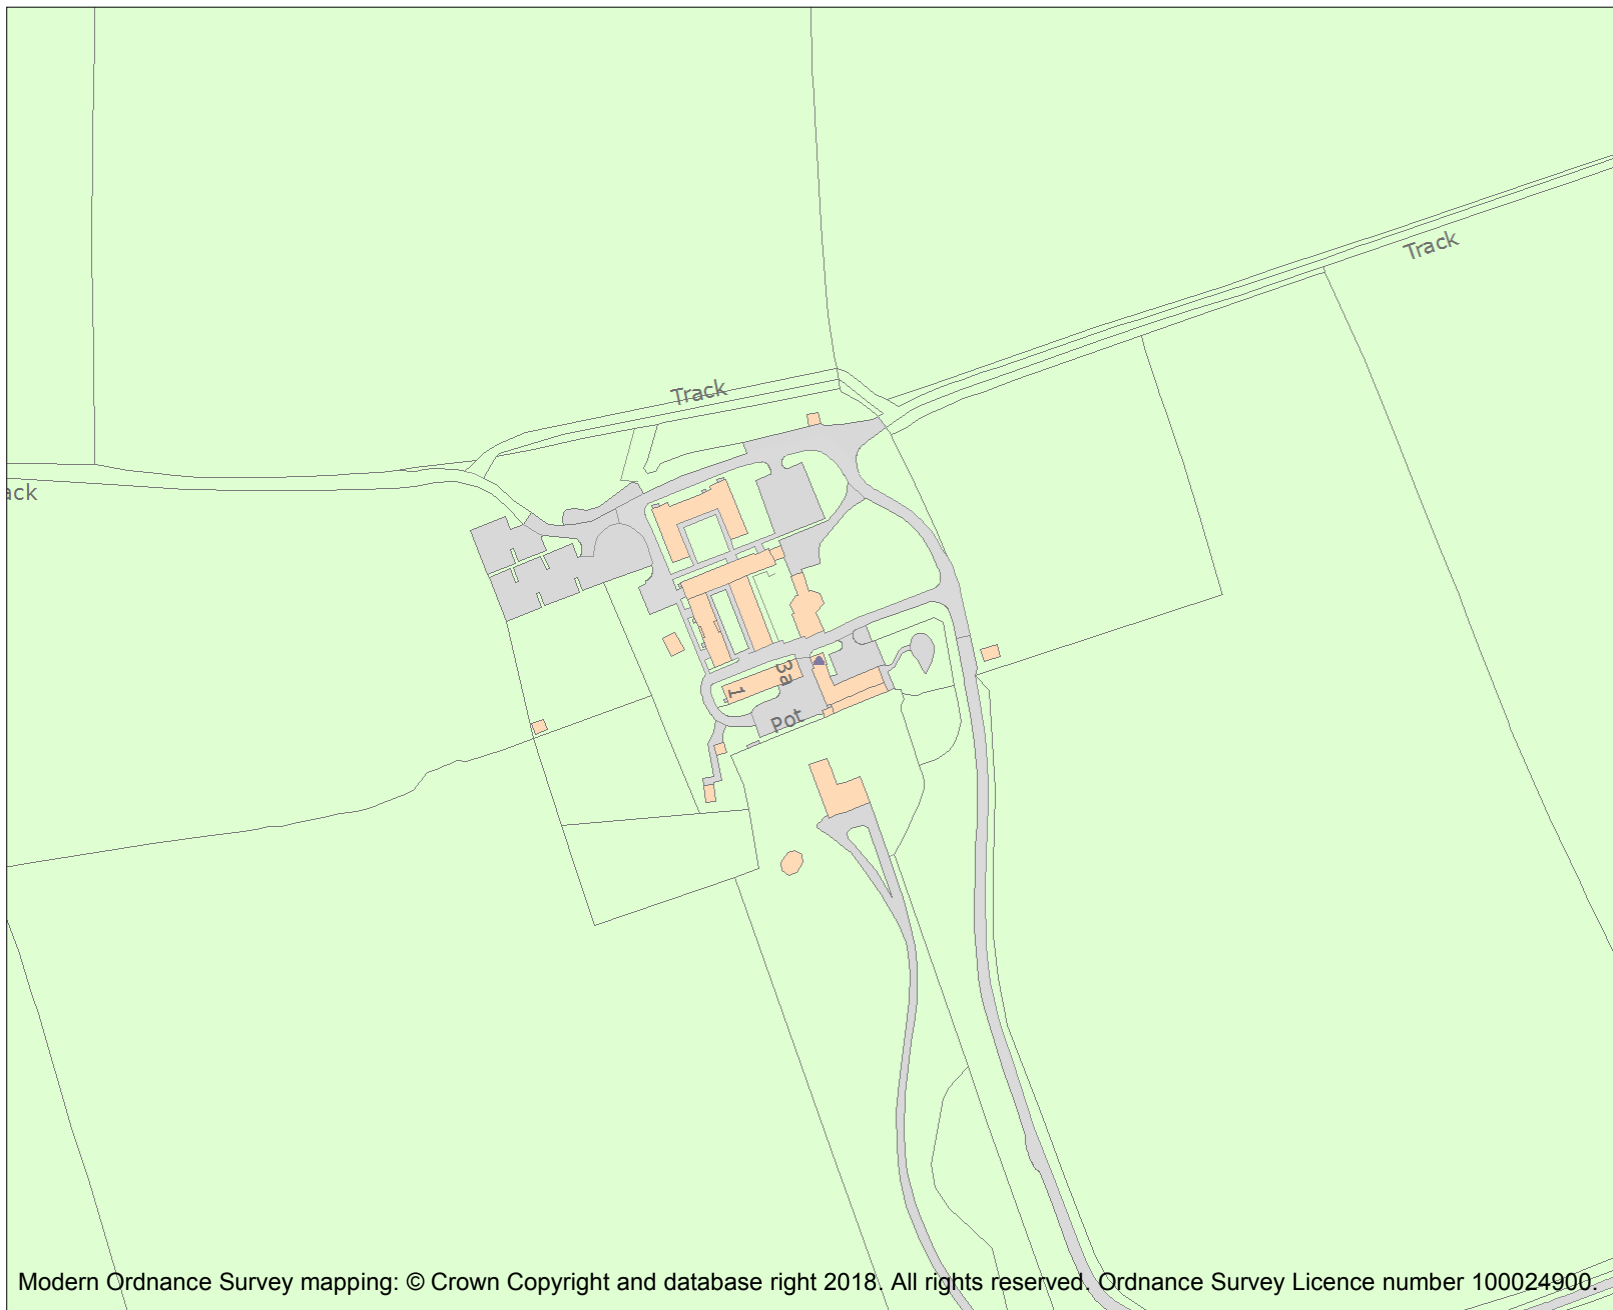 Track
Track
ack
3a
1
Pot
Modern Ordnance Survey mapping: © Crown Copyright and database right 2018. All rights reserved. Ordnance Survey Licence number 100024900.